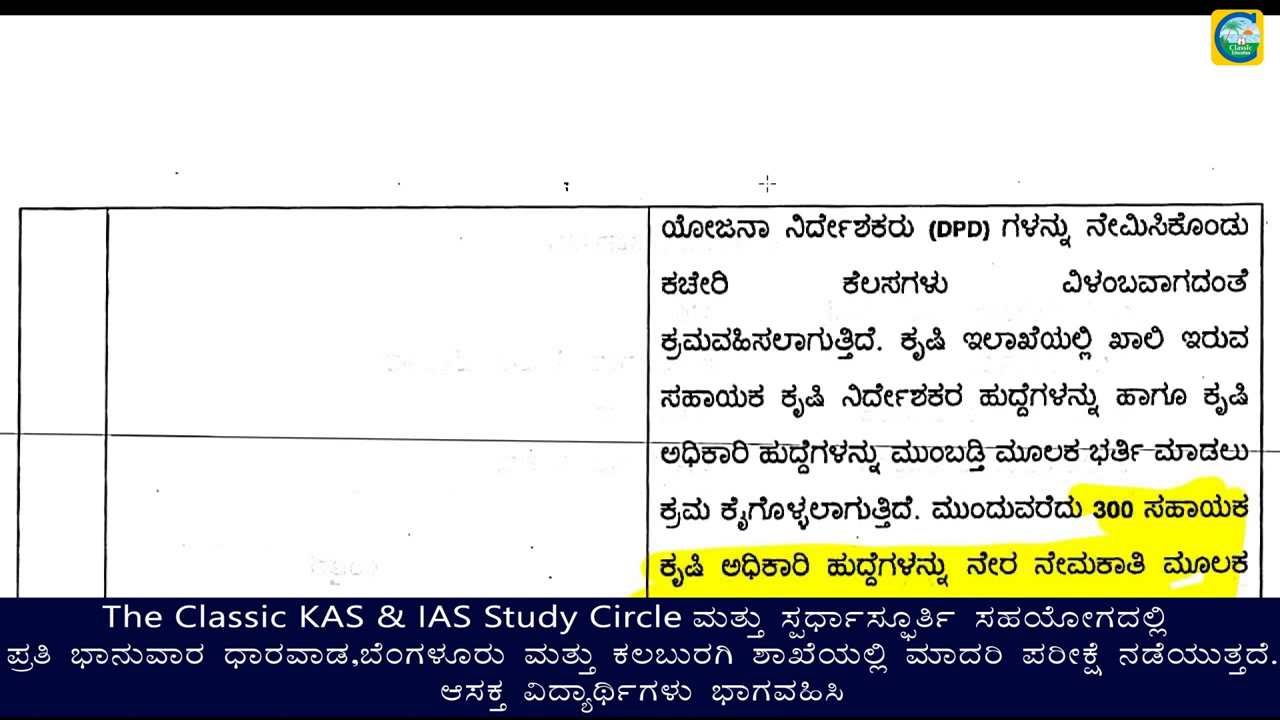 Classic
Education
ಯೋಜನಾ ನಿರ್ದೇಶಕರು (DPD) ಗಳನ್ನು ನೇಮಿಸಿಕೊಂಡು
ಕಚೇರಿ ಕೆಲಸಗಳು ವಿಳಂಬವಾಗದಂತೆ
ಕ್ರಮವಹಿಸಲಾಗುತ್ತಿದೆ. ಕೃಷಿ ಇಲಾಖೆಯಲ್ಲಿ ಖಾಲಿ ಇರುವ
ಸಹಾಯಕ ಕೃಷಿ ನಿರ್ದೇಶಕರ ಹುದ್ದೆಗಳನ್ನು ಹಾಗೂ ಕೃಷಿ
ಅಧಿಕಾರಿ ಹುದ್ದೆಗಳನ್ನು ಮುಂಬಡ್ತಿ ಮೂಲಕ ಭರ್ತಿ ಮಾಡಲು
ಕ್ರಮ ಕೈಗೊಳ್ಳಲಾಗುತ್ತಿದೆ. ಮುಂದುವರೆದು 300 ಸಹಾಯಕ
ಕೃಷಿ ಅಧಿಕಾರಿ ಹುದ್ದೆಗಳನ್ನು ನೇರ ನೇಮಕಾತಿ ಮೂಲಕ
The Classic KAS & IAS Study Circle ಮತ್ತು ಸ್ಪರ್ಧಾಸ್ಫೂರ್ತಿ ಸಹಯೋಗದಲ್ಲಿ
ಪ್ರತಿ ಭಾನುವಾರ ಧಾರವಾಡ,ಬೆಂಗಳೂರು ಮತ್ತು ಕಲಬುರಗಿ ಶಾಖೆಯಲ್ಲಿ ಮಾದರಿ ಪರೀಕ್ಷೆ ನಡೆಯುತ್ತದೆ.
ಆಸಕ್ತ ವಿದ್ಯಾರ್ಥಿಗಳು ಭಾಗವಹಿಸಿ